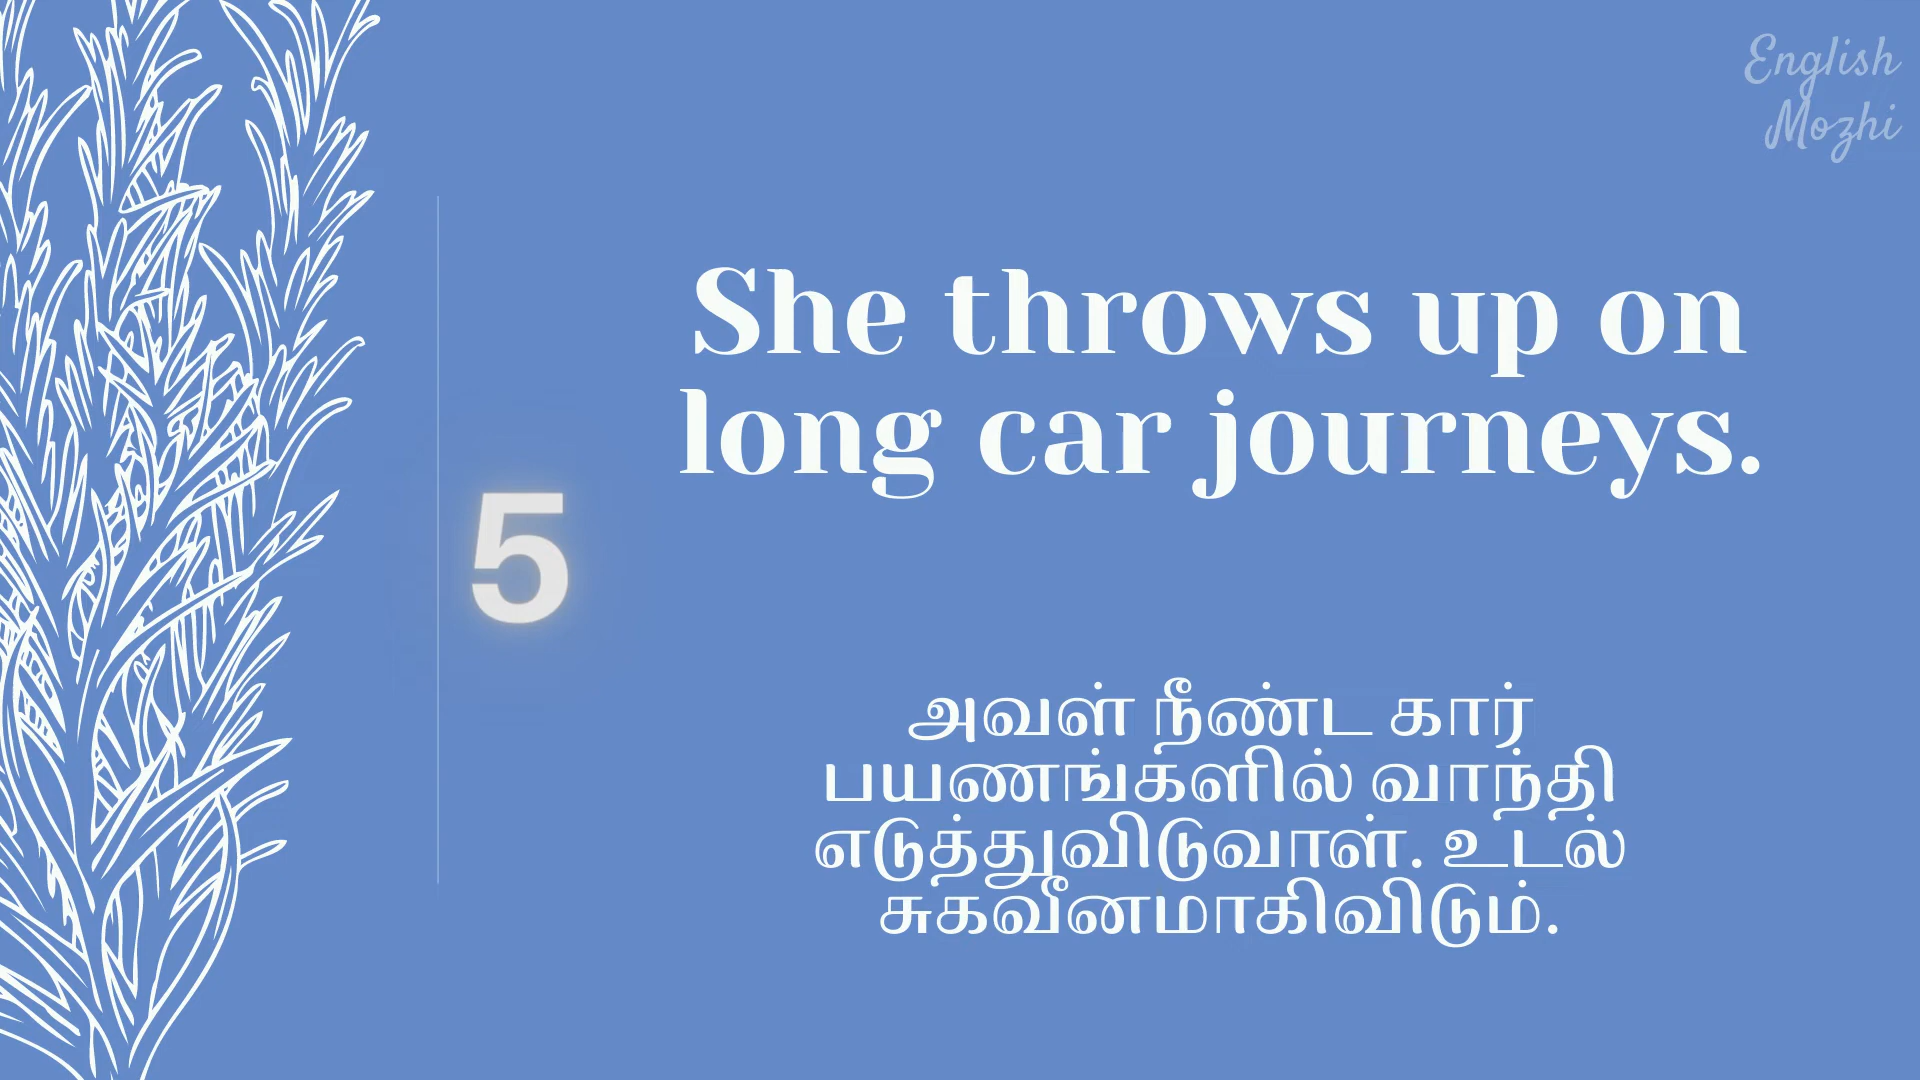 English
Mozhi
She throws up on
long car journeys.
5
அவள் நீண்ட கார்
பயணங்களில் வாந்தி
எடுத்துவிடுவாள். உடல்
சுகவீனமாகிவிடும்.